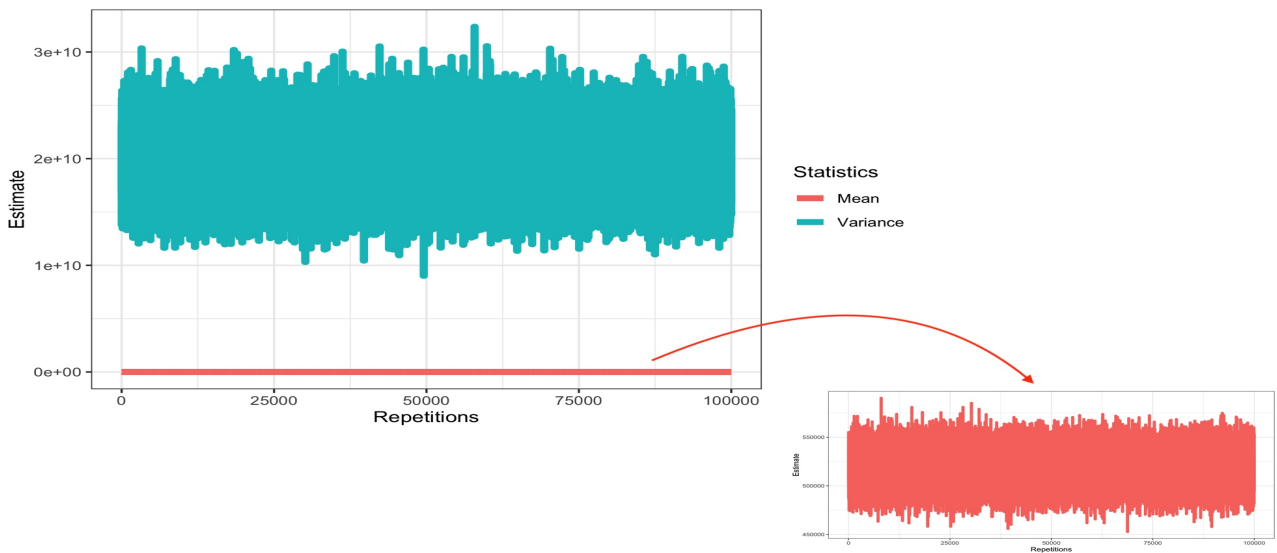 3e+10
2e+10
1e+10
0e+00
Estimate
0
25000
50000
75000
100000
Repetitions
Statistics
Mean
Variance
550000
500000
450000
Estimate
0
25000
50000
75000
100000
Repetitions